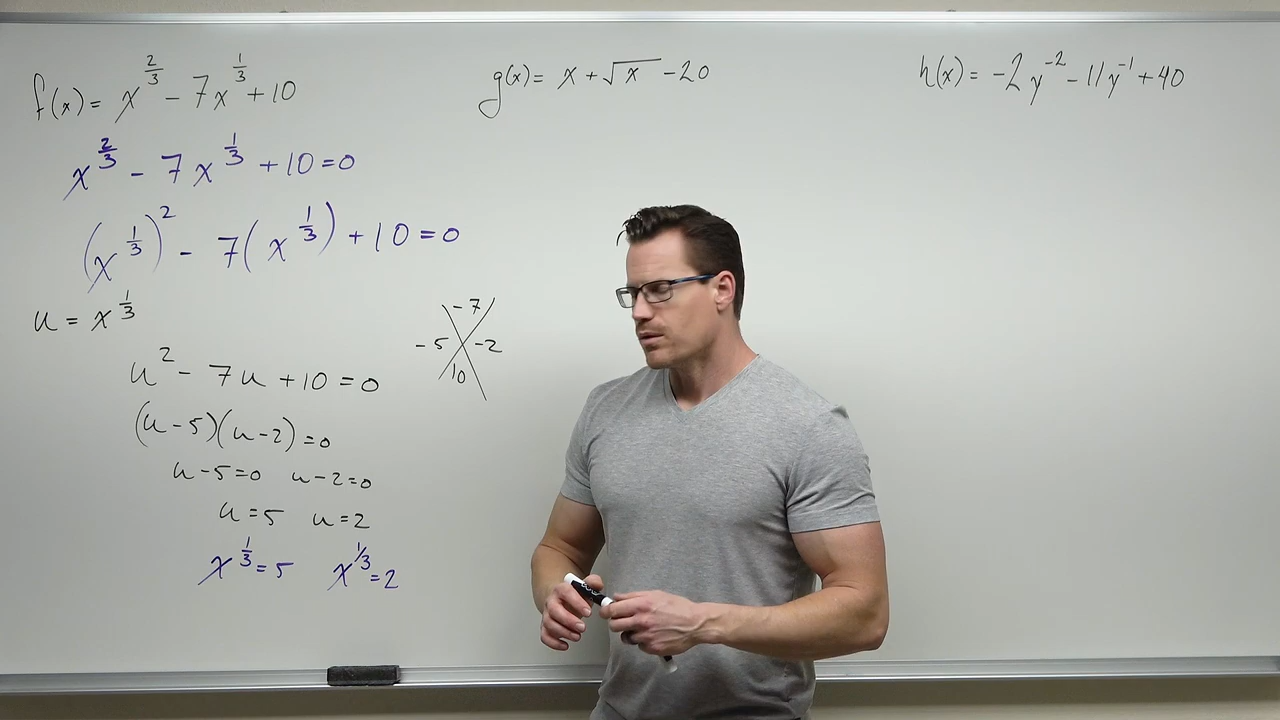 f(x) = x^{2/3} - 7x^{1/3} + 10
x^{2/3} - 7x^{1/3} + 10 = 0
(x^{1/3})^2 - 7(x^{1/3}) + 10 = 0
u = x^{1/3}
u^2 - 7u + 10 = 0
(u - 5)(u - 2) = 0
u - 5 = 0 u - 2 = 0
u = 5 u = 2
x^{1/3} = 5 x^{1/3} = 2
-7
-5 -2
10
g(x) = x + √x - 20
h(x) = -2y^{-2} - 11y^{-1} + 40